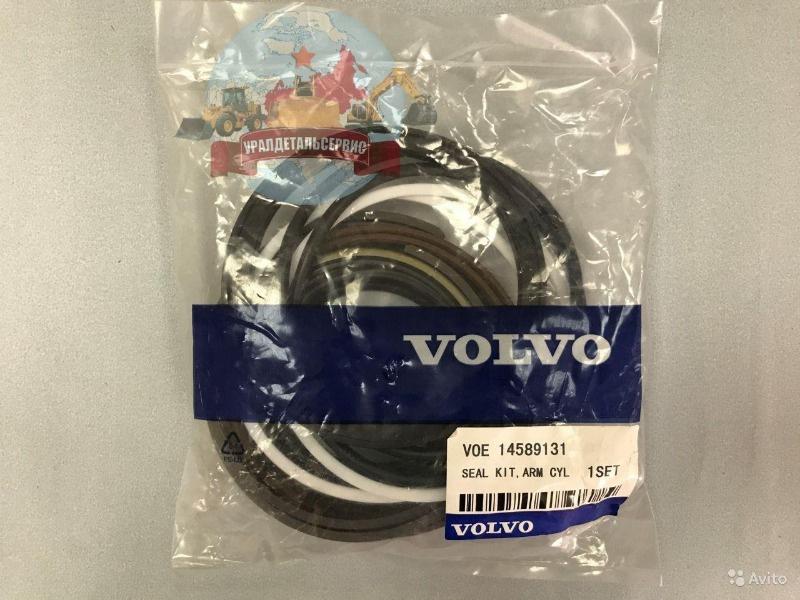 УРАЛДЕТАЛЬСЕРВИС
VOLVO
VOE 14589131
SEAL KIT, ARM CYL 1SET
VOLVO
Avito